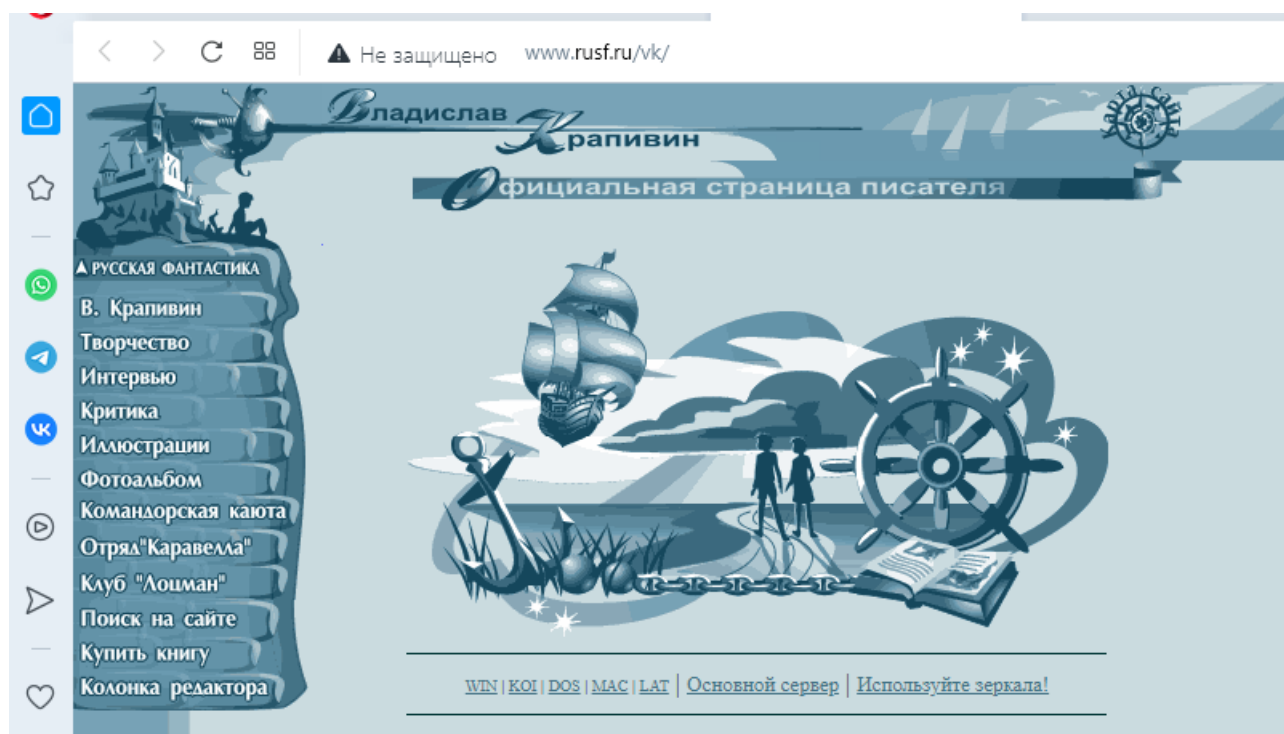 Не защищено www.rusf.ru/vk/
Владислав
Крапивин
карта сайта
Официальная страница писателя
РУССКАЯ ФАНТАСТИКА
В. Крапивин
Творчество
Интервью
Критика
Иллюстрации
Фотоальбом
Командорская каюта
Отряд"Каравелла"
Клуб "Лоцман"
Поиск на сайте
Купить книгу
Колонка редактора
WIN | KOI | DOS | MAC | LAT | Основной сервер | Используйте зеркала!